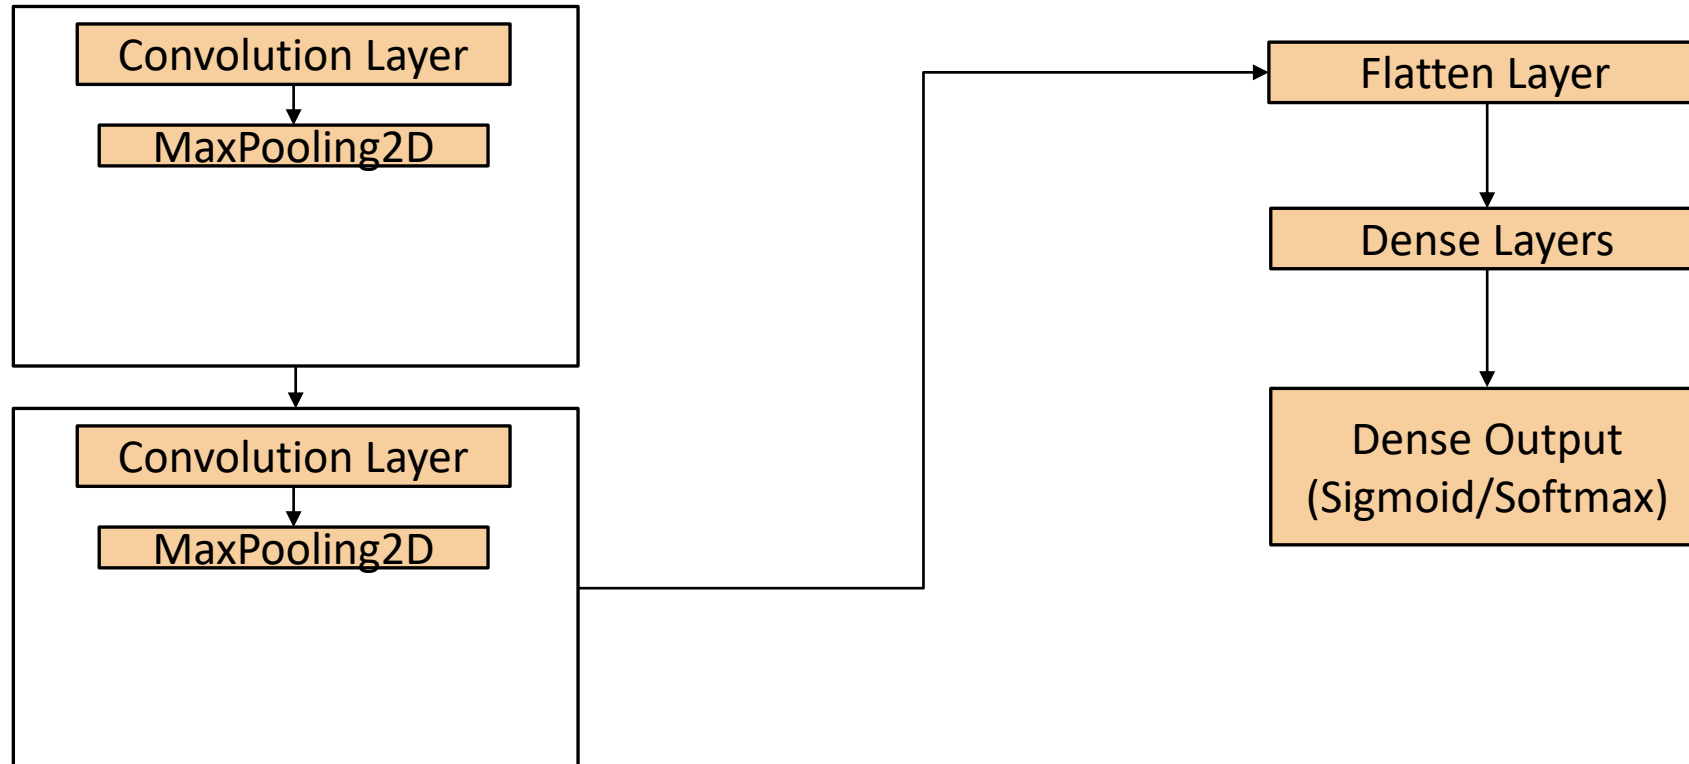 Convolution Layer
MaxPooling2D
Convolution Layer
MaxPooling2D
Flatten Layer
Dense Layers
Dense Output
(Sigmoid/Softmax)